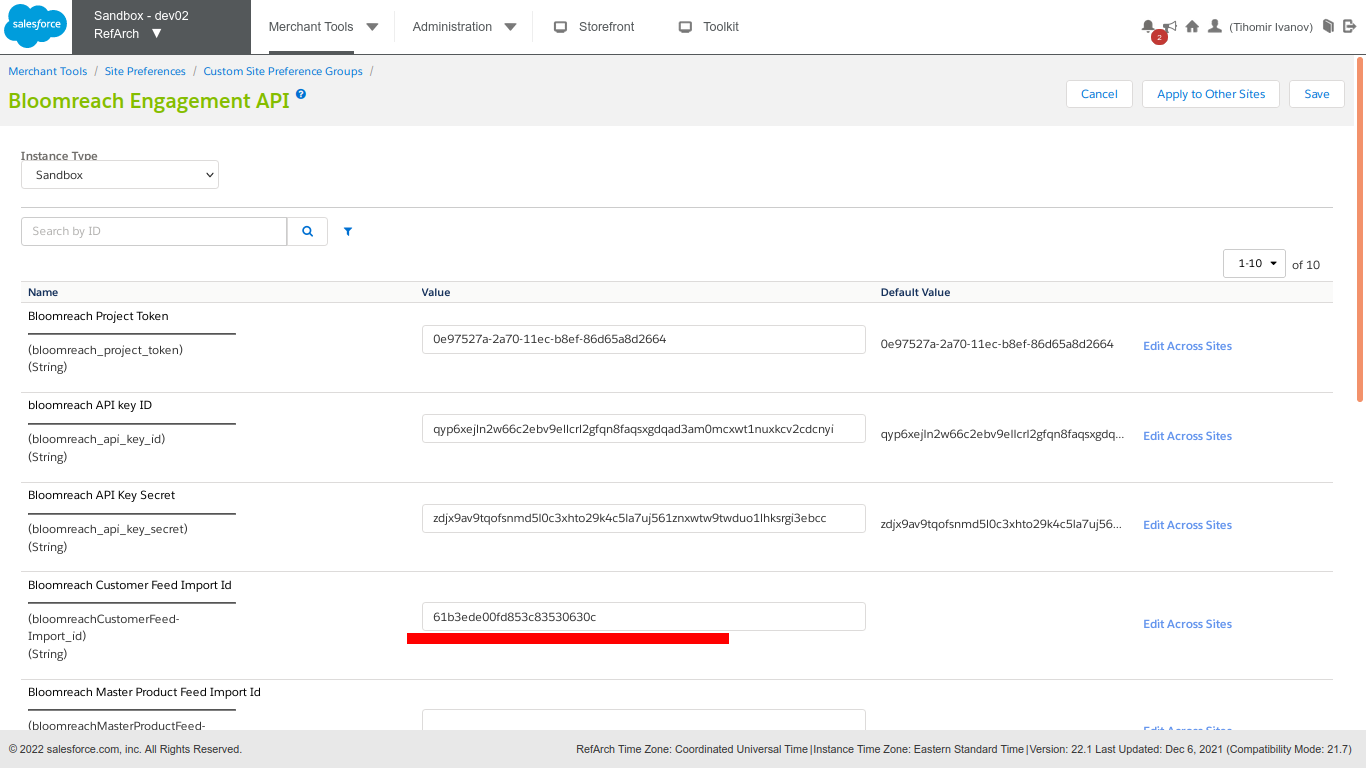 salesforce
Sandbox - dev02
RefArch
Merchant Tools
Administration
Storefront
Toolkit
2
(Tihomir Ivanov)
Merchant Tools / Site Preferences / Custom Site Preference Groups /
Bloomreach Engagement API ?
Cancel
Apply to Other Sites
Save
Instance Type
Sandbox
Search by ID
1-10 of 10
Name Value Default Value
Bloomreach Project Token
(bloomreach_project_token)
(String)
0e97527a-2a70-11ec-b8ef-86d65a8d2664
0e97527a-2a70-11ec-b8ef-86d65a8d2664
Edit Across Sites
bloomreach API key ID
(bloomreach_api_key_id)
(String)
qyp6xejln2w66c2ebv9ellcrl2gfqn8faqsxgdqad3am0mcxwt1nuxkcv2cdcnyi
qyp6xejln2w66c2ebv9ellcrl2gfqn8faqsxgdq...
Edit Across Sites
Bloomreach API Key Secret
(bloomreach_api_key_secret)
(String)
zdjx9av9tqofsnmd5l0c3xhto29k4c5la7uj561znxwtw9twduo1lhksrgi3ebcc
zdjx9av9tqofsnmd5l0c3xhto29k4c5la7uj56...
Edit Across Sites
Bloomreach Customer Feed Import Id
(bloomreachCustomerFeed-
Import_id)
(String)
61b3ede00fd853c83530630c
Edit Across Sites
Bloomreach Master Product Feed Import Id
(bloomreachMasterProductFeed-
Edit Across Sites
© 2022 salesforce.com, inc. All Rights Reserved.
RefArch Time Zone: Coordinated Universal Time | Instance Time Zone: Eastern Standard Time | Version: 22.1 Last Updated: Dec 6, 2021 (Compatibility Mode: 21.7)